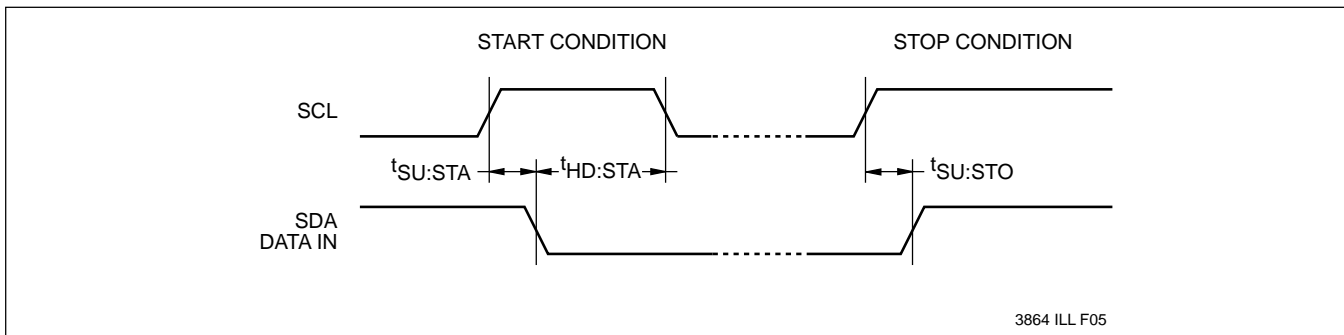 START CONDITION STOP CONDITION
SCL
tSU:STA tHD:STA tSU:STO
SDA
DATA IN
3864 ILL F05